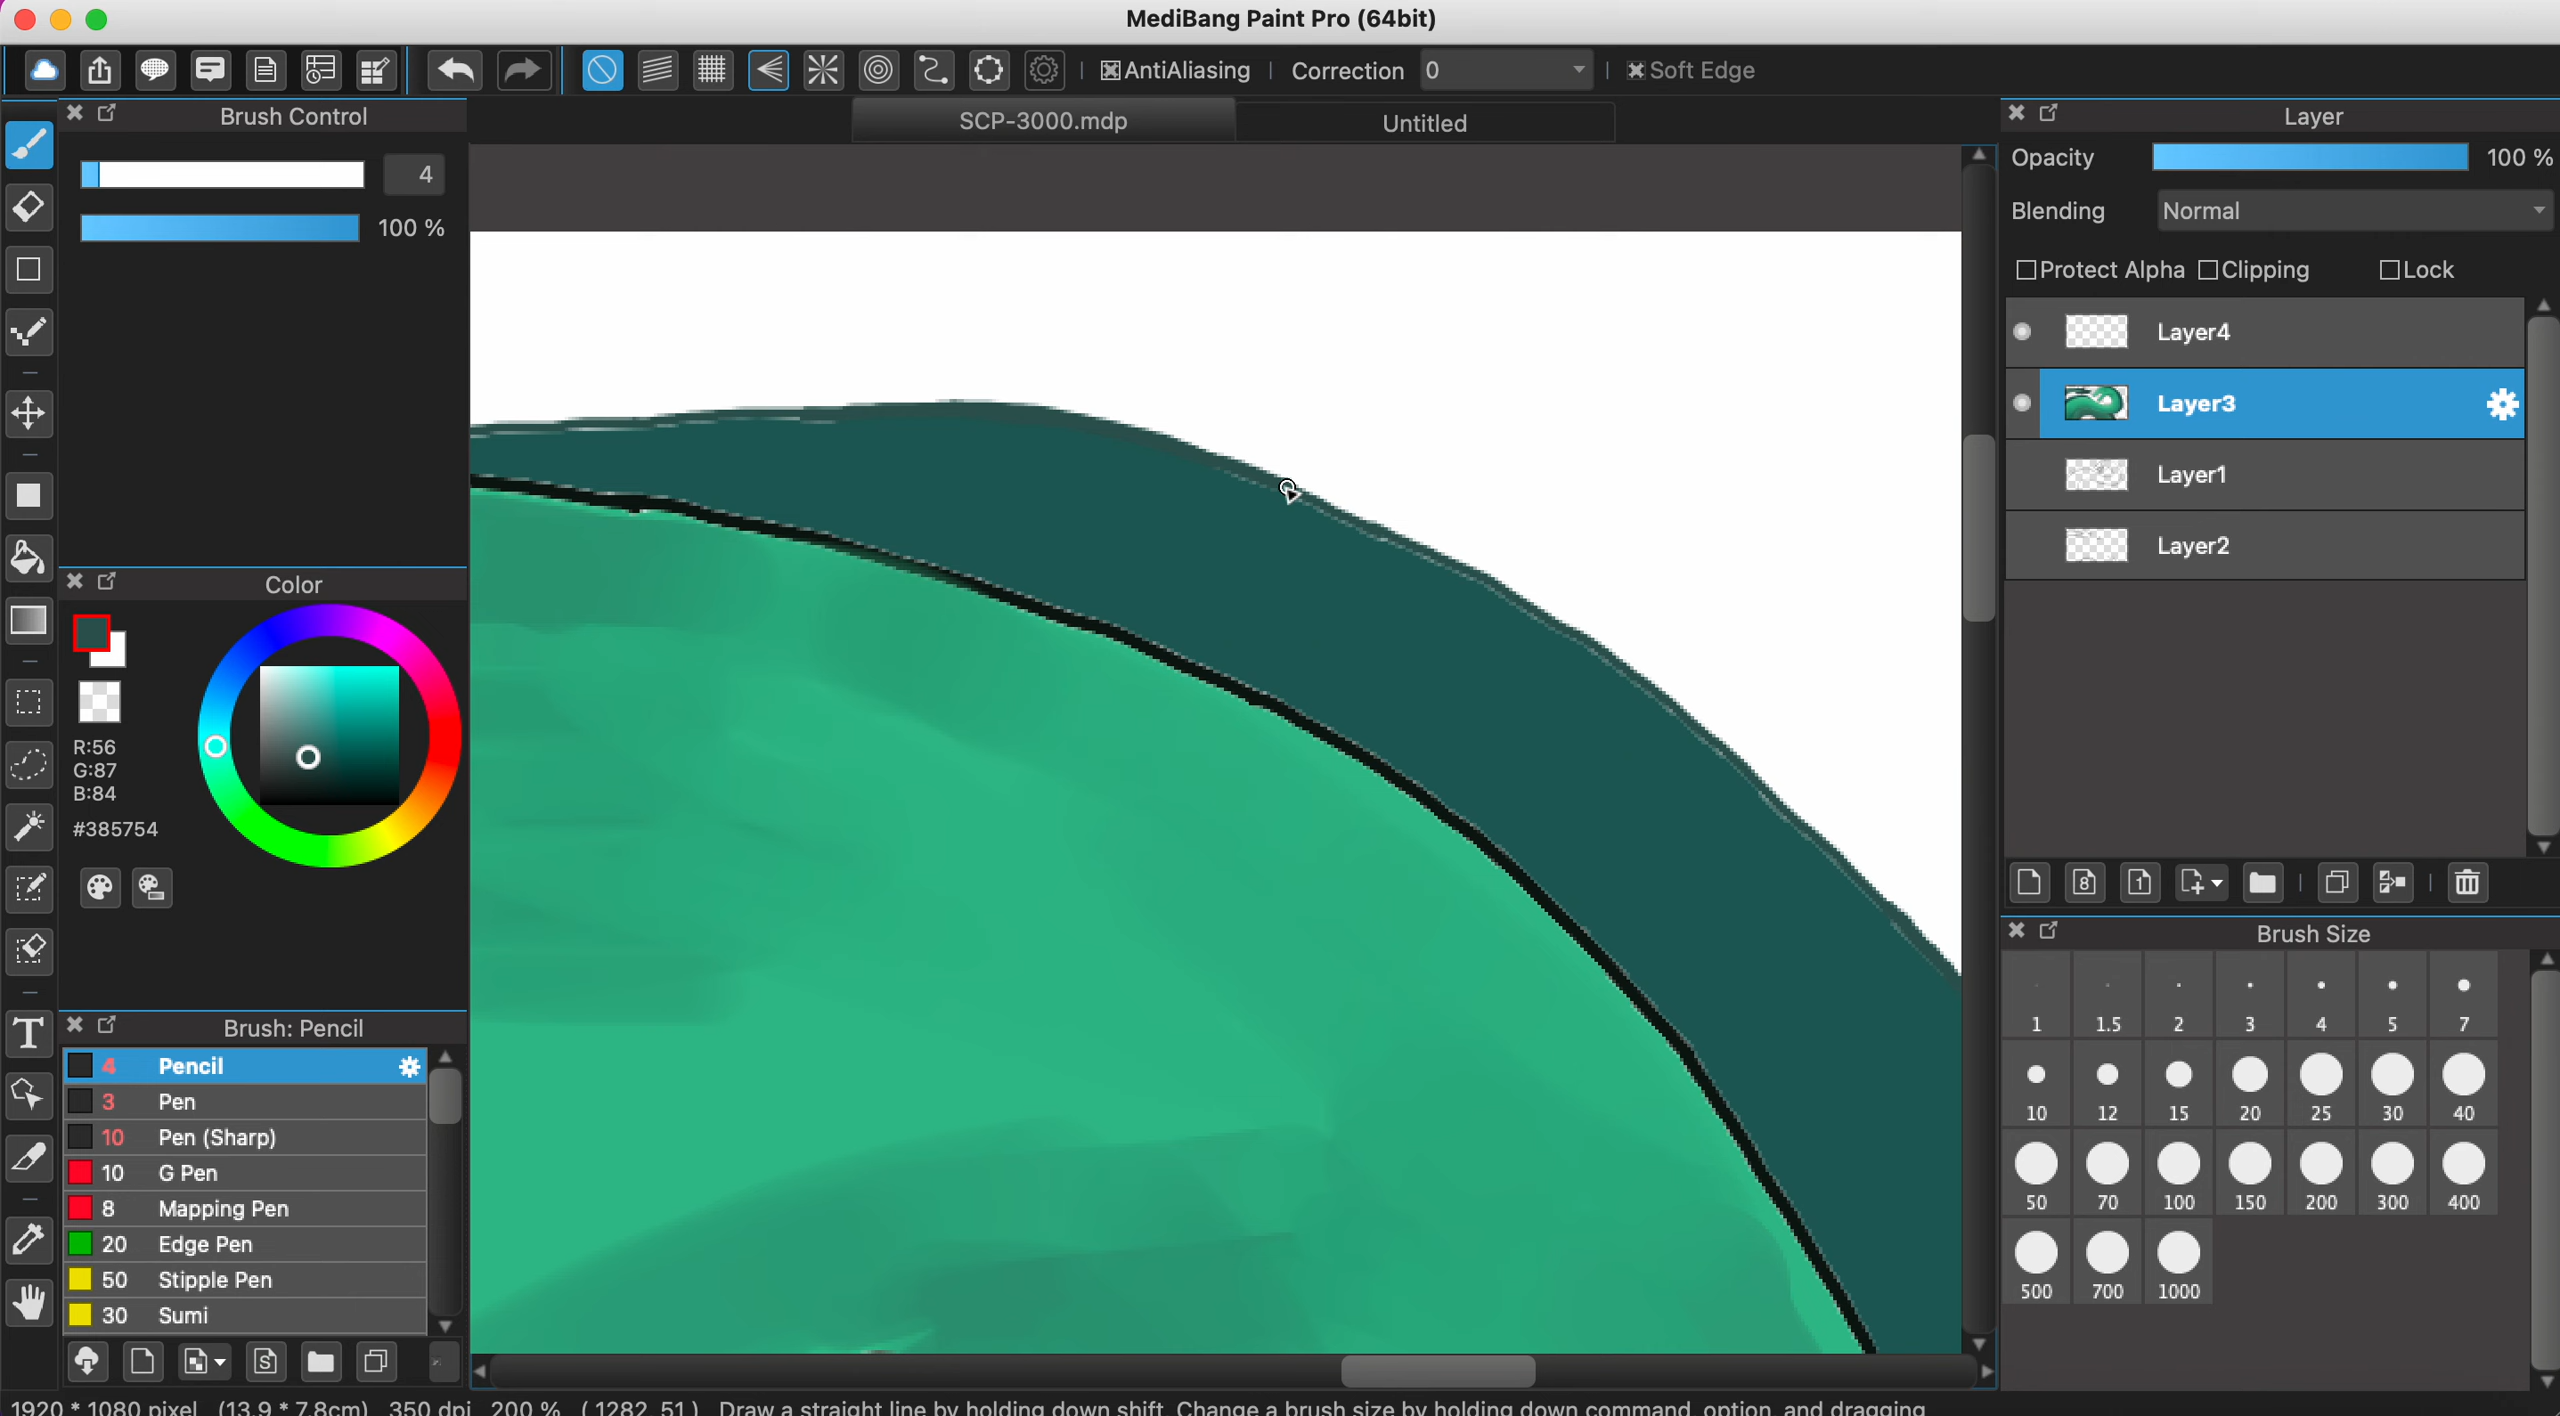 MediBang Paint Pro (64bit)
AntiAliasing
Correction
0
Soft Edge
Brush Control
4
100 %
SCP-3000.mdp
Untitled
Layer
Opacity
100 %
Blending
Normal
Protect Alpha
Clipping
Lock
Layer4
Layer3
Layer1
Layer2
8
1
Color
R:56
G:87
B:84
#385754
Brush: Pencil
4 Pencil
3 Pen
10 Pen (Sharp)
10 G Pen
8 Mapping Pen
20 Edge Pen
50 Stipple Pen
30 Sumi
T
S
Brush Size
1 1.5 2 3 4 5 7
10 12 15 20 25 30 40
50 70 100 150 200 300 400
500 700 1000
1920 * 1080 pixel (13.9 * 7.8cm) 350 dpi 200 % ( 1282, 51 ) Draw a straight line by holding down shift, Change a brush size by holding down command, option, and dragging